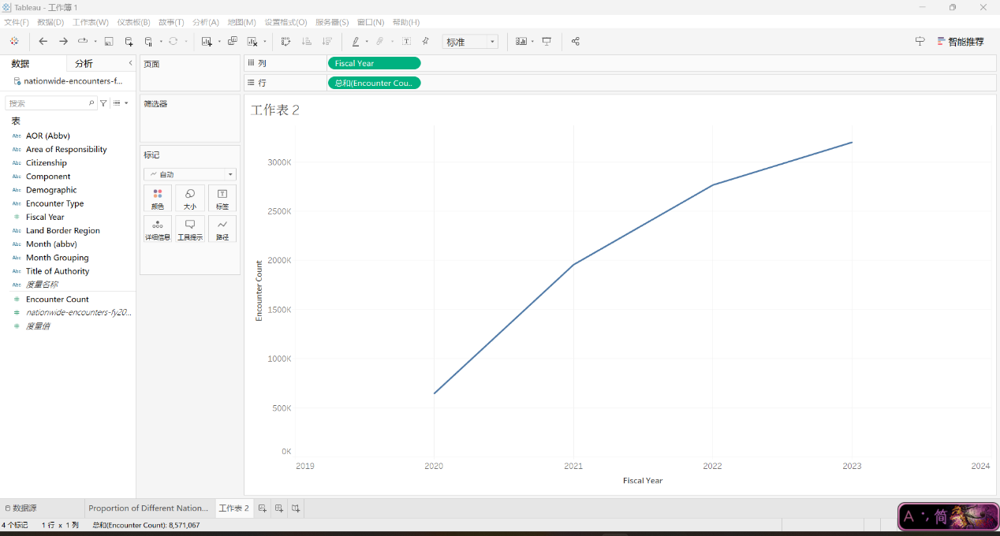 Tableau - 工作簿 1
文件(F) 数据(D) 工作表(W) 仪表板(B) 故事(T) 分析(A) 地图(M) 设置格式(O) 服务器(S) 窗口(N) 帮助(H)
标准
智能推荐
数据 分析
nationwide-encounters-f...
搜索
表
AOR (Abbv)
Area of Responsibility
Citizenship
Component
Demographic
Encounter Type
Fiscal Year
Land Border Region
Month (abbv)
Month Grouping
Title of Authority
度量名称
Encounter Count
nationwide-encounters-fy20...
度量值
页面
筛选器
标记
自动
颜色 大小 标签
详细信息 工具提示 路径
列 Fiscal Year
行 总和(Encounter Cou..
工作表 2
3000K
2500K
2000K
1500K
1000K
500K
0K
Encounter Count
2019 2020 2021 2022 2023 2024
Fiscal Year
数据源 Proportion of Different Nation... 工作表 2
4 个标记 1 行 x 1 列 总和(Encounter Count): 8,571,067
A 简